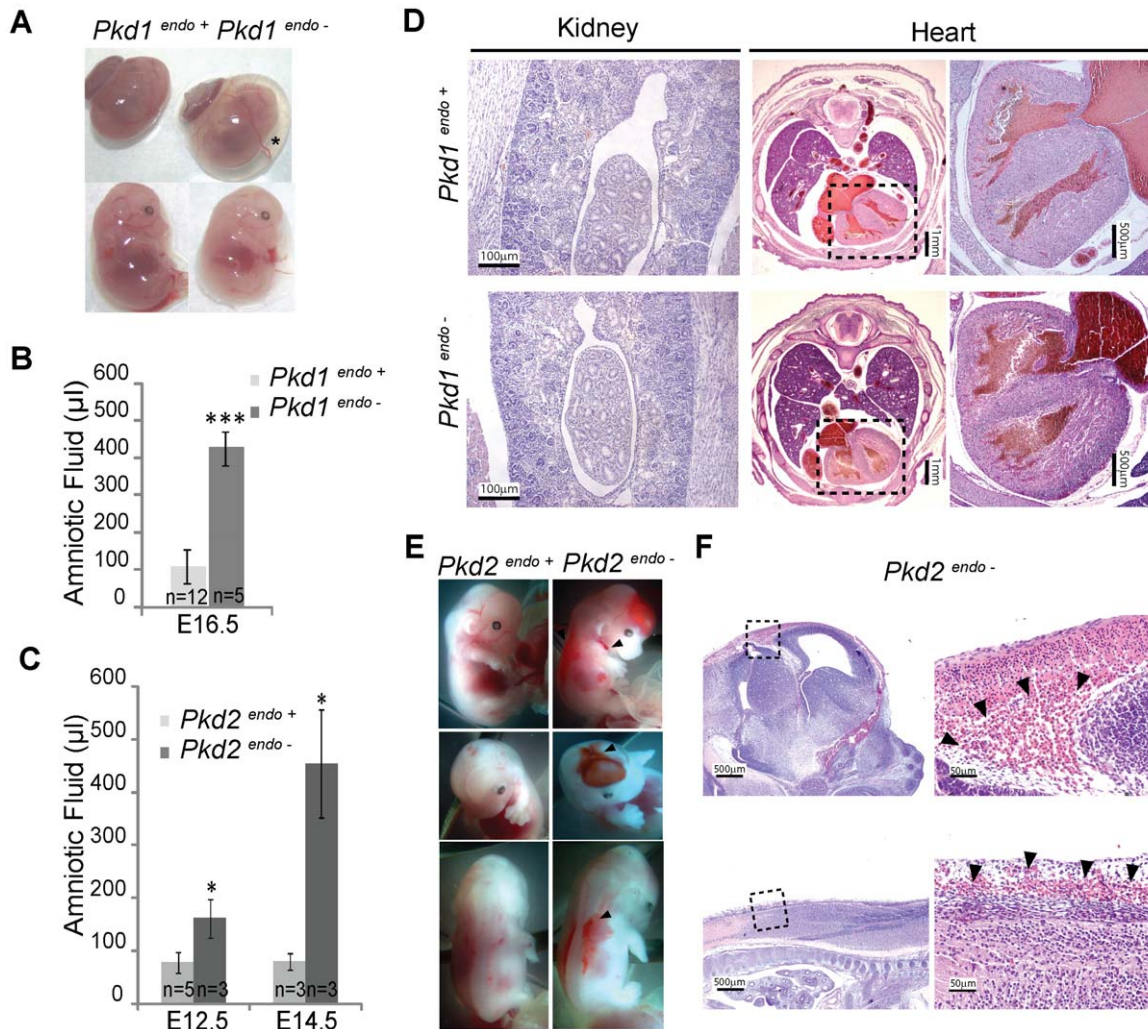 A
Pkd1 endo + Pkd1 endo -
*
B
Amniotic Fluid (µl)
600
500
400
300
200
100
0
Pkd1 endo +
Pkd1 endo -
***
n=12 n=5
E16.5
C
Amniotic Fluid (µl)
600
500
400
300
200
100
0
Pkd2 endo +
Pkd2 endo -
*
*
n=5 n=3 n=3 n=3
E12.5 E14.5
D
Kidney Heart
Pkd1 endo +
100µm
1mm
500µm
Pkd1 endo -
100µm
1mm
500µm
E
Pkd2 endo + Pkd2 endo -
F
Pkd2 endo -
500µm
50µm
500µm
50µm